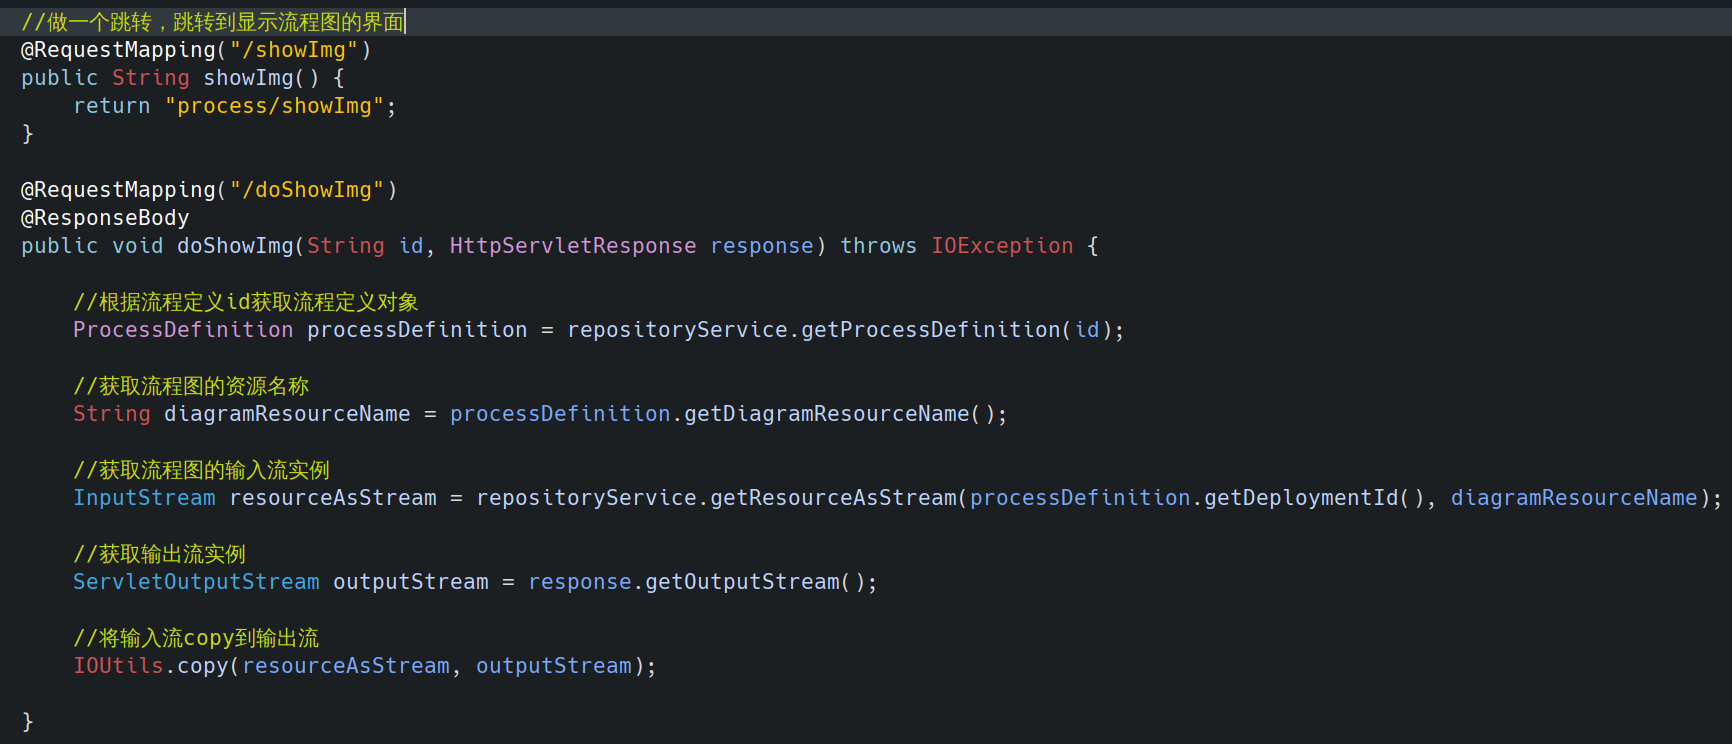 //做一个跳转，跳转到显示流程图的界面
@RequestMapping("/showImg")
public String showImg() {
    return "process/showImg";
}
@RequestMapping("/doShowImg")
@ResponseBody
public void doShowImg(String id, HttpServletResponse response) throws IOException {
    //根据流程定义id获取流程定义对象
    ProcessDefinition processDefinition = repositoryService.getProcessDefinition(id);
    //获取流程图的资源名称
    String diagramResourceName = processDefinition.getDiagramResourceName();
    //获取流程图的输入流实例
    InputStream resourceAsStream = repositoryService.getResourceAsStream(processDefinition.getDeploymentId(), diagramResourceName);
    //获取输出流实例
    ServletOutputStream outputStream = response.getOutputStream();
    //将输入流copy到输出流
    IOUtils.copy(resourceAsStream, outputStream);
}